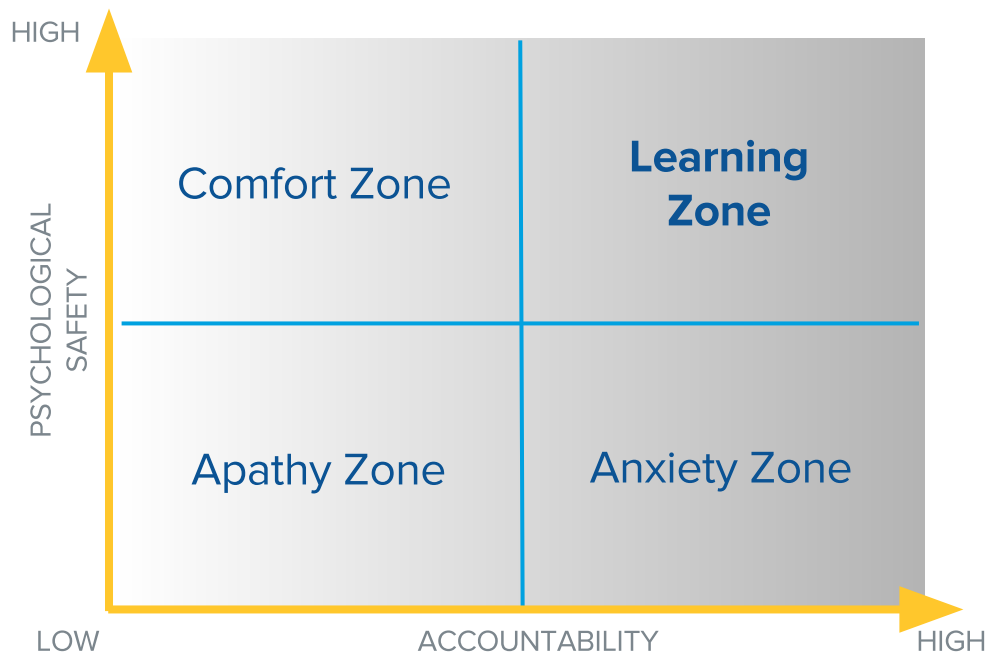 HIGH
Comfort Zone
Learning
Zone
PSYCHOLOGICAL
SAFETY
Apathy Zone
Anxiety Zone
LOW
ACCOUNTABILITY
HIGH